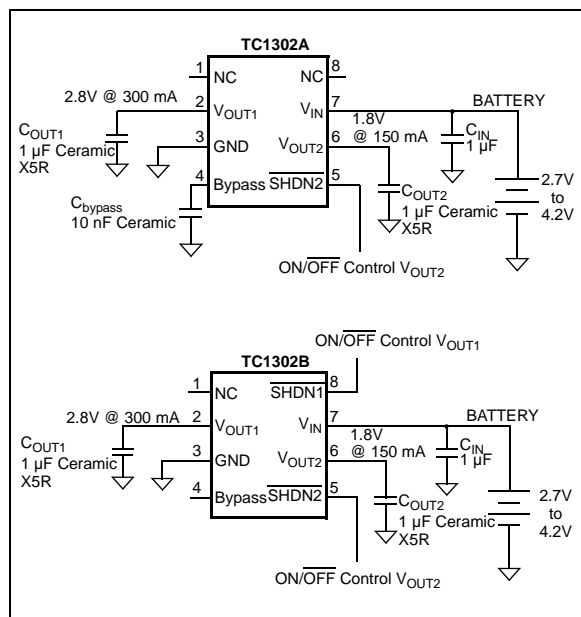 TC1302A
1 NC NC 8
2.8V @ 300 mA 2 VOUT1 VIN 7 BATTERY
1.8V
@ 150 mA
COUT1
1 µF Ceramic
X5R
3 GND VOUT2 6
CIN
1 µF
4 Bypass SHDN2 5
Cbypass
10 nF Ceramic
COUT2
1 µF Ceramic
X5R
2.7V
to
4.2V
ON/OFF Control VOUT2
ON/OFF Control VOUT1
TC1302B
1 NC SHDN1 8
2.8V @ 300 mA 2 VOUT1 VIN 7 BATTERY
1.8V
@ 150 mA
COUT1
1 µF Ceramic
X5R
3 GND VOUT2 6
CIN
1 µF
4 Bypass SHDN2 5
COUT2
1 µF Ceramic
X5R
2.7V
to
4.2V
ON/OFF Control VOUT2